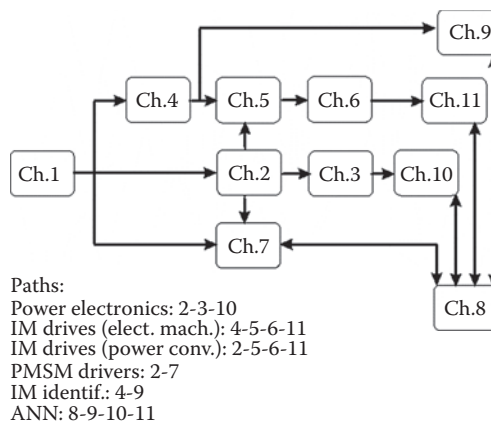 Ch.9
Ch.4
Ch.5
Ch.6
Ch.11
Ch.1
Ch.2
Ch.3
Ch.10
Ch.7
Ch.8
Paths:
Power electronics: 2-3-10
IM drives (elect. mach.): 4-5-6-11
IM drives (power conv.): 2-5-6-11
PMSM drivers: 2-7
IM identif.: 4-9
ANN: 8-9-10-11